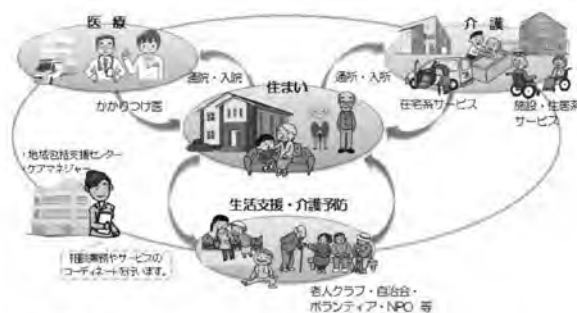 医 療
介 護
通院・入院
住まい
通所・入所
かかりつけ医
在宅系サービス
施設・住居系
サービス
・地域包括支援センター
・ケアマネジャー
生活支援・介護予防
相談業務やサービスの
コーディネートを行います。
老人クラブ・自治会・
ボランティア・NPO 等